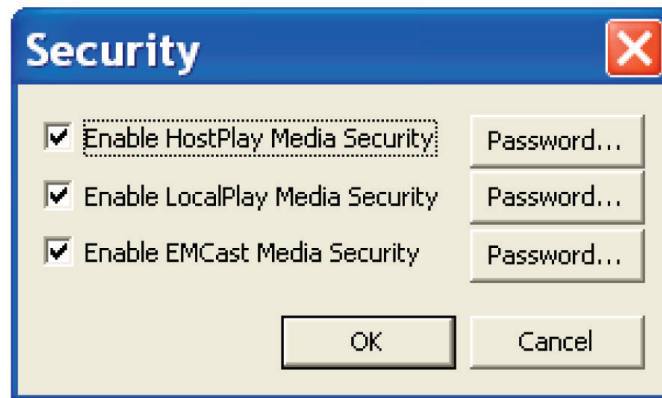 Security
Enable HostPlay Media Security Password...
Enable LocalPlay Media Security Password...
Enable EMCast Media Security Password...
OK Cancel